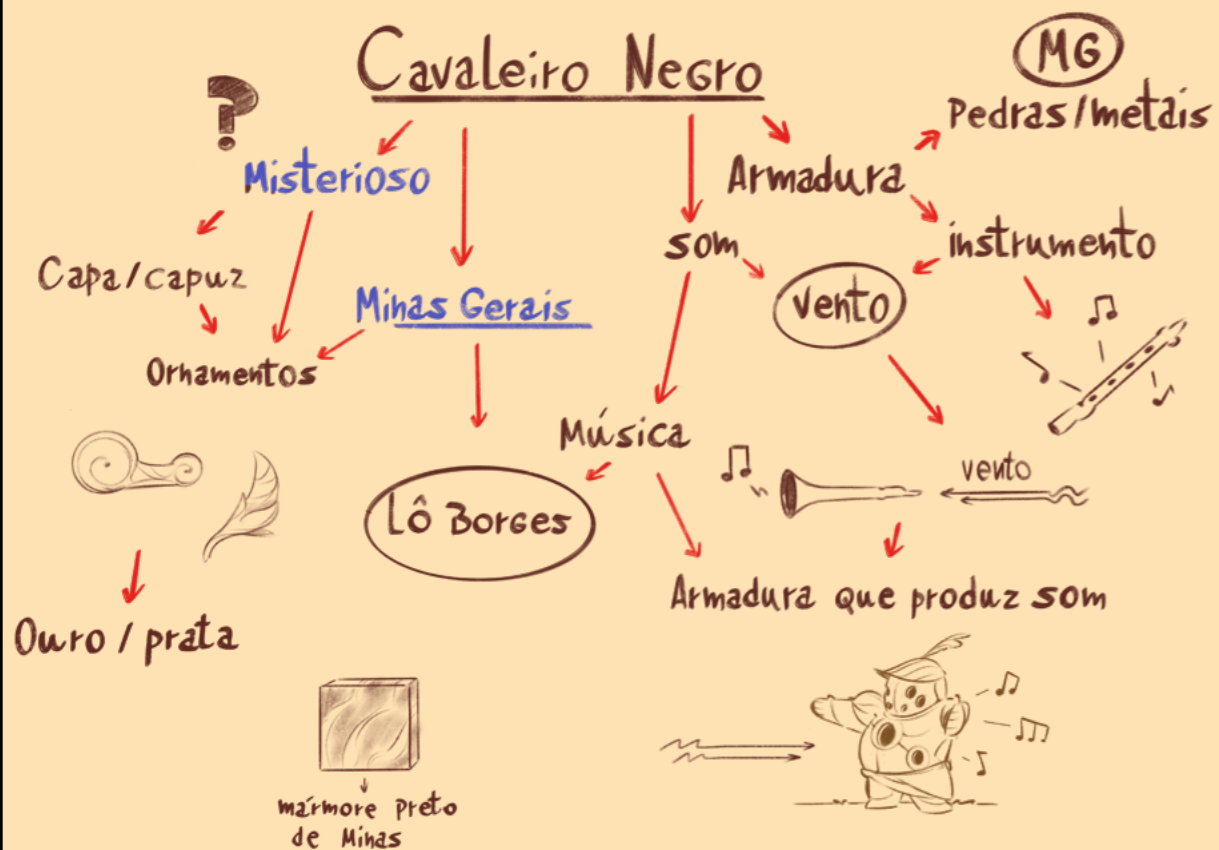 Cavaleiro Negro
MG
Pedras/metais
?
Misterioso
Armadura
som
instrumento
Capa/capuz
Minas Gerais
vento
Ornamentos
Música
vento
Lô Borges
Armadura que produz som
Ouro / prata
mármore preto
de Minas